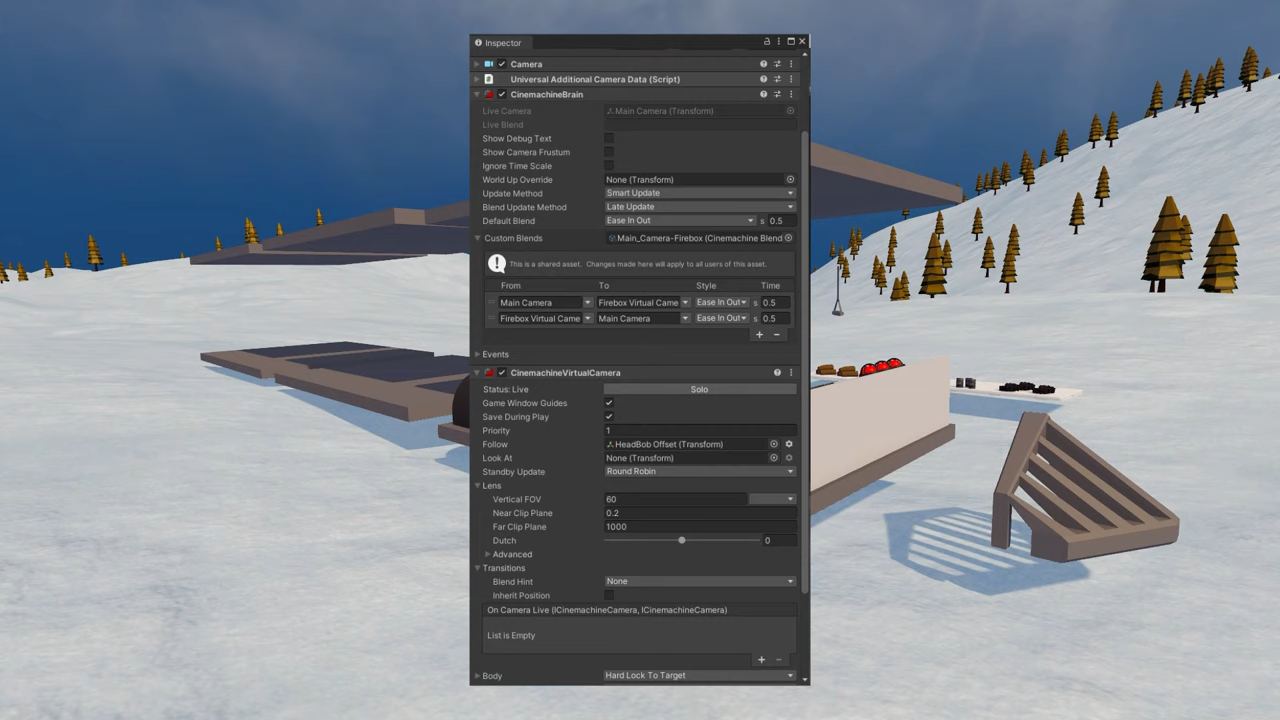 Inspector
Camera
Universal Additional Camera Data (Script)
CinemachineBrain
Live Camera Main Camera (Transform)
Live Blend
Show Debug Text
Show Camera Frustum
Ignore Time Scale
World Up Override None (Transform)
Update Method Smart Update
Blend Update Method Late Update
Default Blend Ease In Out s 0.5
Custom Blends Main_Camera-Firebox (Cinemachine Blend
This is a shared asset. Changes made here will apply to all users of this asset.
From To Style Time
Main Camera Firebox Virtual Came Ease In Out s 0.5
Firebox Virtual Came Main Camera Ease In Out s 0.5
Events
CinemachineVirtualCamera
Status: Live Solo
Game Window Guides
Save During Play
Priority 1
Follow HeadBob Offset (Transform)
Look At None (Transform)
Standby Update Round Robin
Lens
Vertical FOV 60
Near Clip Plane 0.2
Far Clip Plane 1000
Dutch 0
Advanced
Transitions
Blend Hint None
Inherit Position
On Camera Live (ICinemachineCamera, ICinemachineCamera)
List is Empty
Body Hard Lock To Target